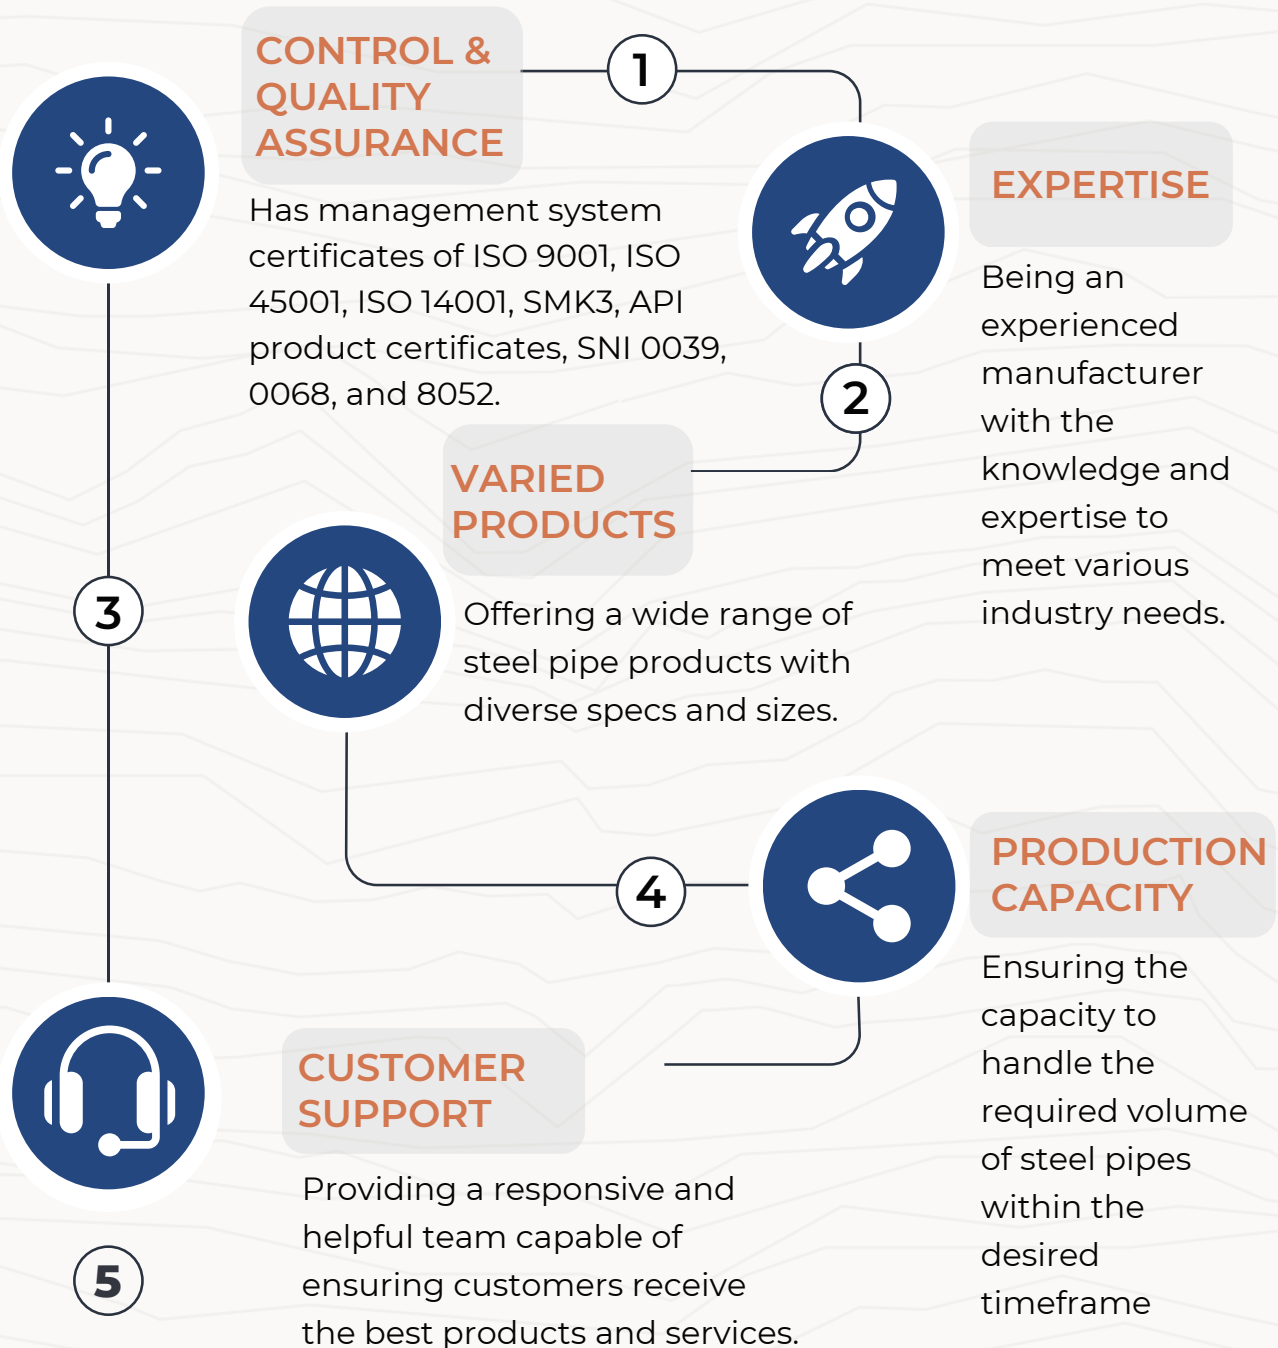 CONTROL &
QUALITY
ASSURANCE
Has management system
certificates of ISO 9001, ISO
45001, ISO 14001, SMK3, API
product certificates, SNI 0039,
0068, and 8052.
1
EXPERTISE
Being an
experienced
manufacturer
with the
knowledge and
expertise to
meet various
industry needs.
2
VARIED
PRODUCTS
Offering a wide range of
steel pipe products with
diverse specs and sizes.
3
4
PRODUCTION
CAPACITY
Ensuring the
capacity to
handle the
required volume
of steel pipes
within the
desired
timeframe
CUSTOMER
SUPPORT
Providing a responsive and
helpful team capable of
ensuring customers receive
the best products and services.
5